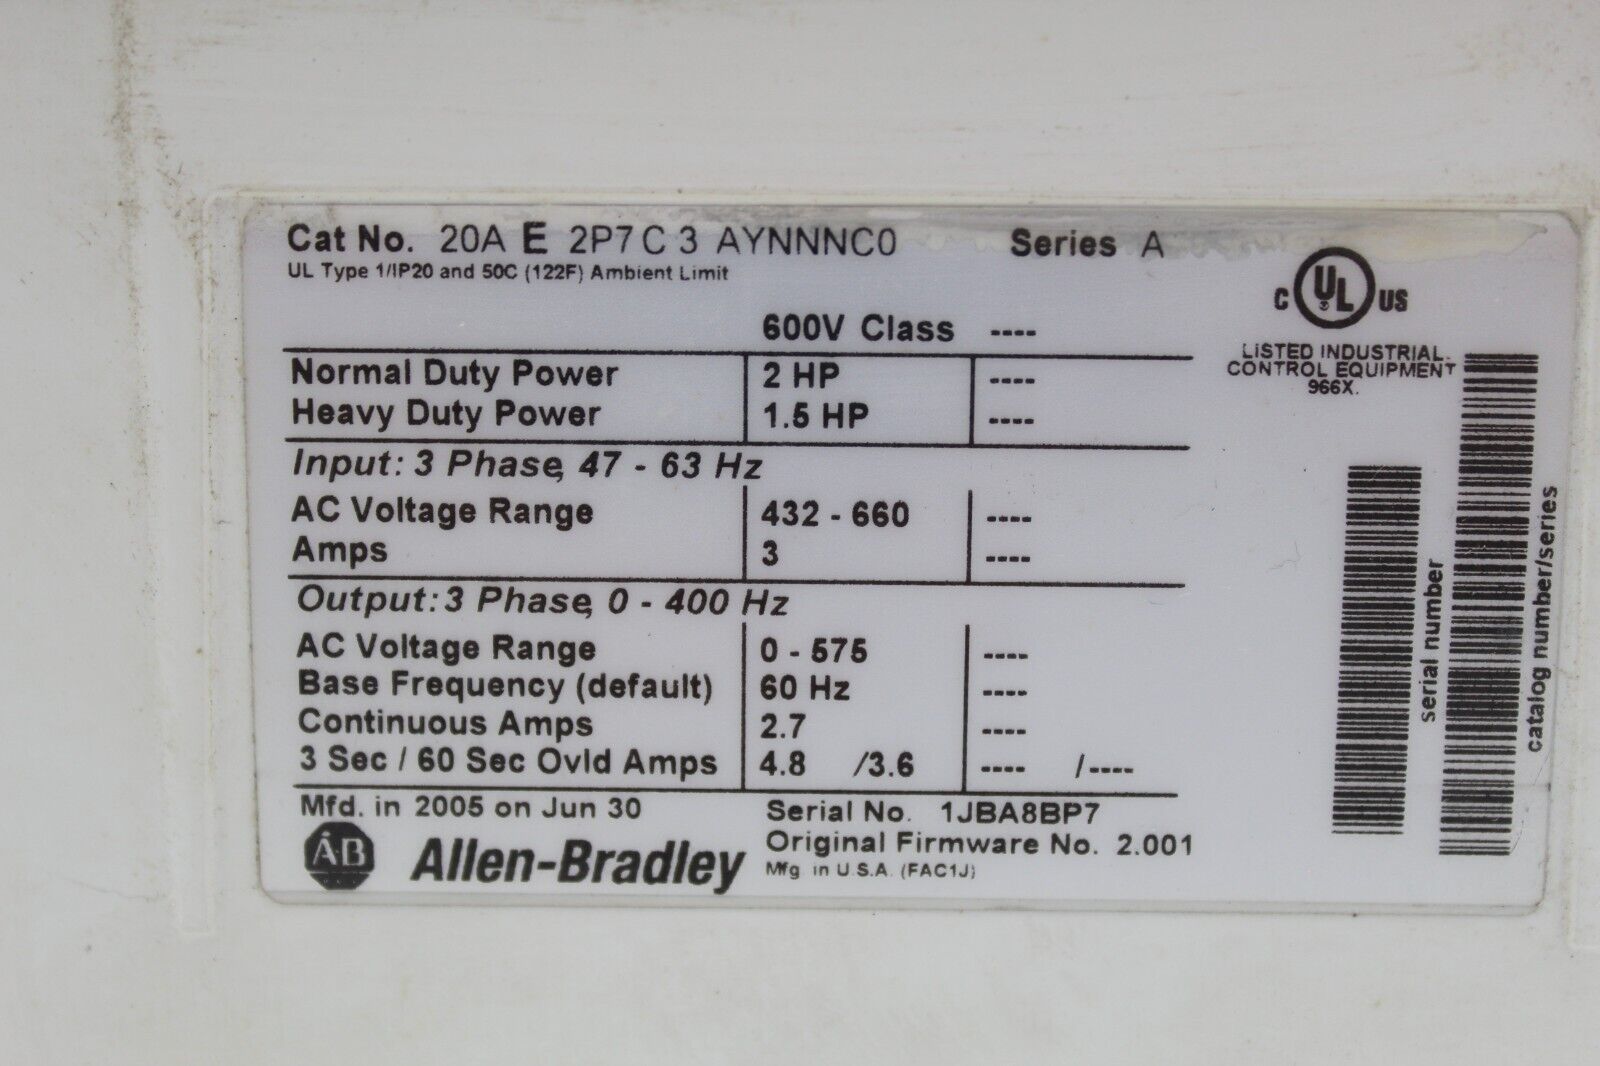 Cat No. 20A E 2P7 C 3 AYNNNC0 Series A
UL Type 1/IP20 and 50C (122F) Ambient Limit
600V Class ----
Normal Duty Power 2 HP ----
Heavy Duty Power 1.5 HP ----
Input: 3 Phase, 47 - 63 Hz
AC Voltage Range 432 - 660 ----
Amps 3 ----
Output: 3 Phase, 0 - 400 Hz
AC Voltage Range 0 - 575 ----
Base Frequency (default) 60 Hz ----
Continuous Amps 2.7 ----
3 Sec / 60 Sec Ovld Amps 4.8 /3.6 ---- /----
Mfd. in 2005 on Jun 30
Serial No. 1JBA8BP7
Original Firmware No. 2.001
Mfg in U.S.A. (FAC1J)
AB Allen-Bradley
C UL US
LISTED INDUSTRIAL
CONTROL EQUIPMENT
966X.
serial number
catalog number/series